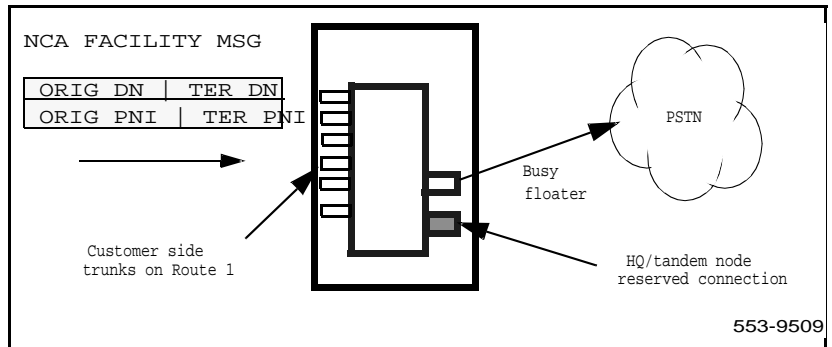 NCA FACILITY MSG
ORIG DN | TER DN
ORIG PNI | TER PNI
PSTN
Busy
floater
Customer side
trunks on Route 1
HQ/tandem node
reserved connection
553-9509